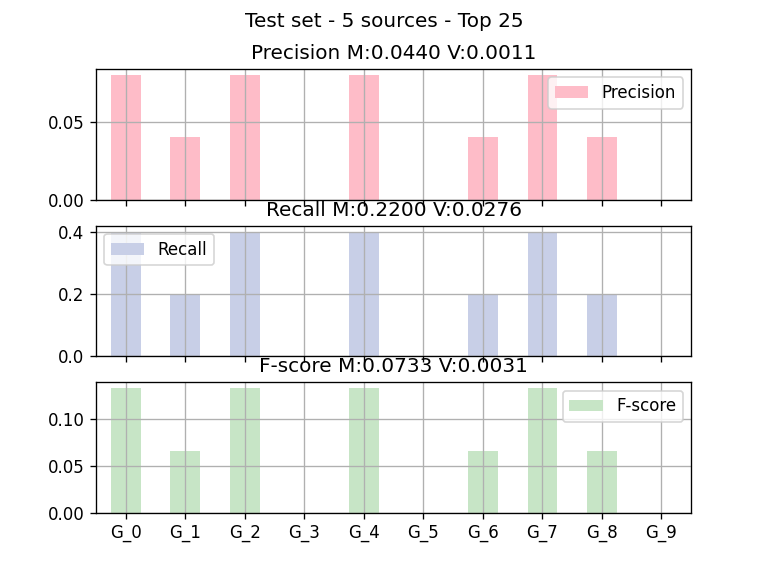 Test set - 5 sources - Top 25
Precision M:0.0440 V:0.0011
Precision
0.05
0.00
Recall M:0.2200 V:0.0276
0.4
Recall
0.2
0.0
F-score M:0.0733 V:0.0031
F-score
0.10
0.05
0.00
G_0 G_1 G_2 G_3 G_4 G_5 G_6 G_7 G_8 G_9